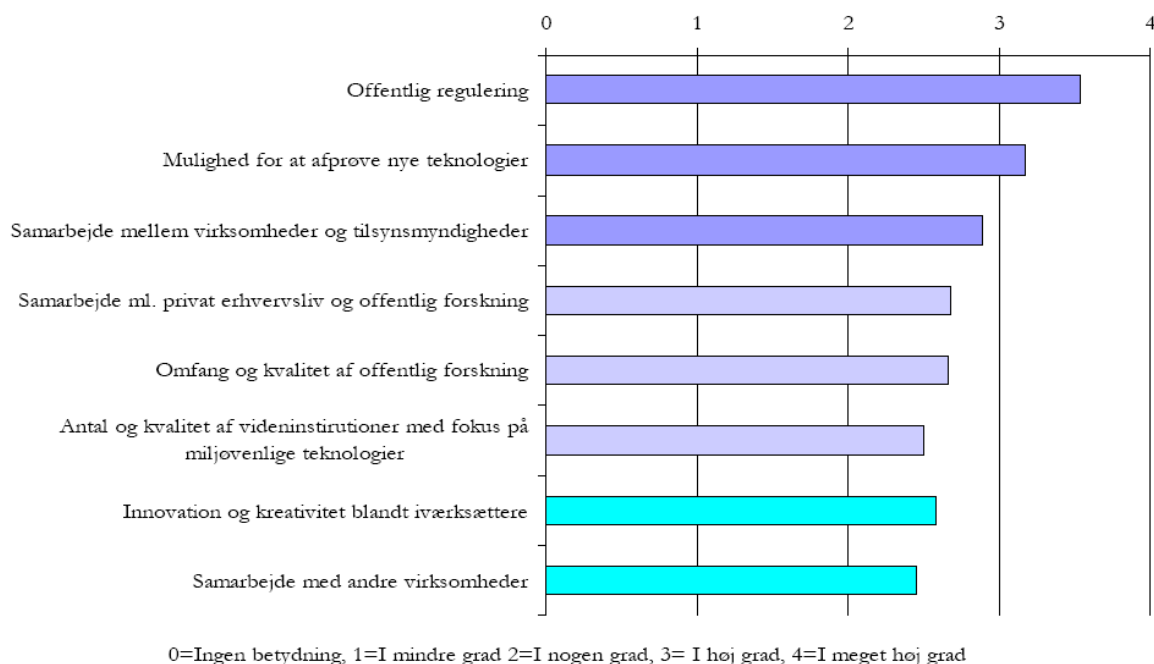 0 1 2 3 4
Offentlig regulering
Mulighed for at afprøve nye teknologier
Samarbejde mellem virksomheder og tilsynsmyndigheder
Samarbejde ml. privat erhvervsliv og offentlig forskning
Omfang og kvalitet af offentlig forskning
Antal og kvalitet af videninstirutioner med fokus på
miljøvenlige teknologier
Innovation og kreativitet blandt iværksættere
Samarbejde med andre virksomheder
0=Ingen betydning, 1=I mindre grad 2=I nogen grad, 3= I høj grad, 4=I meget høj grad